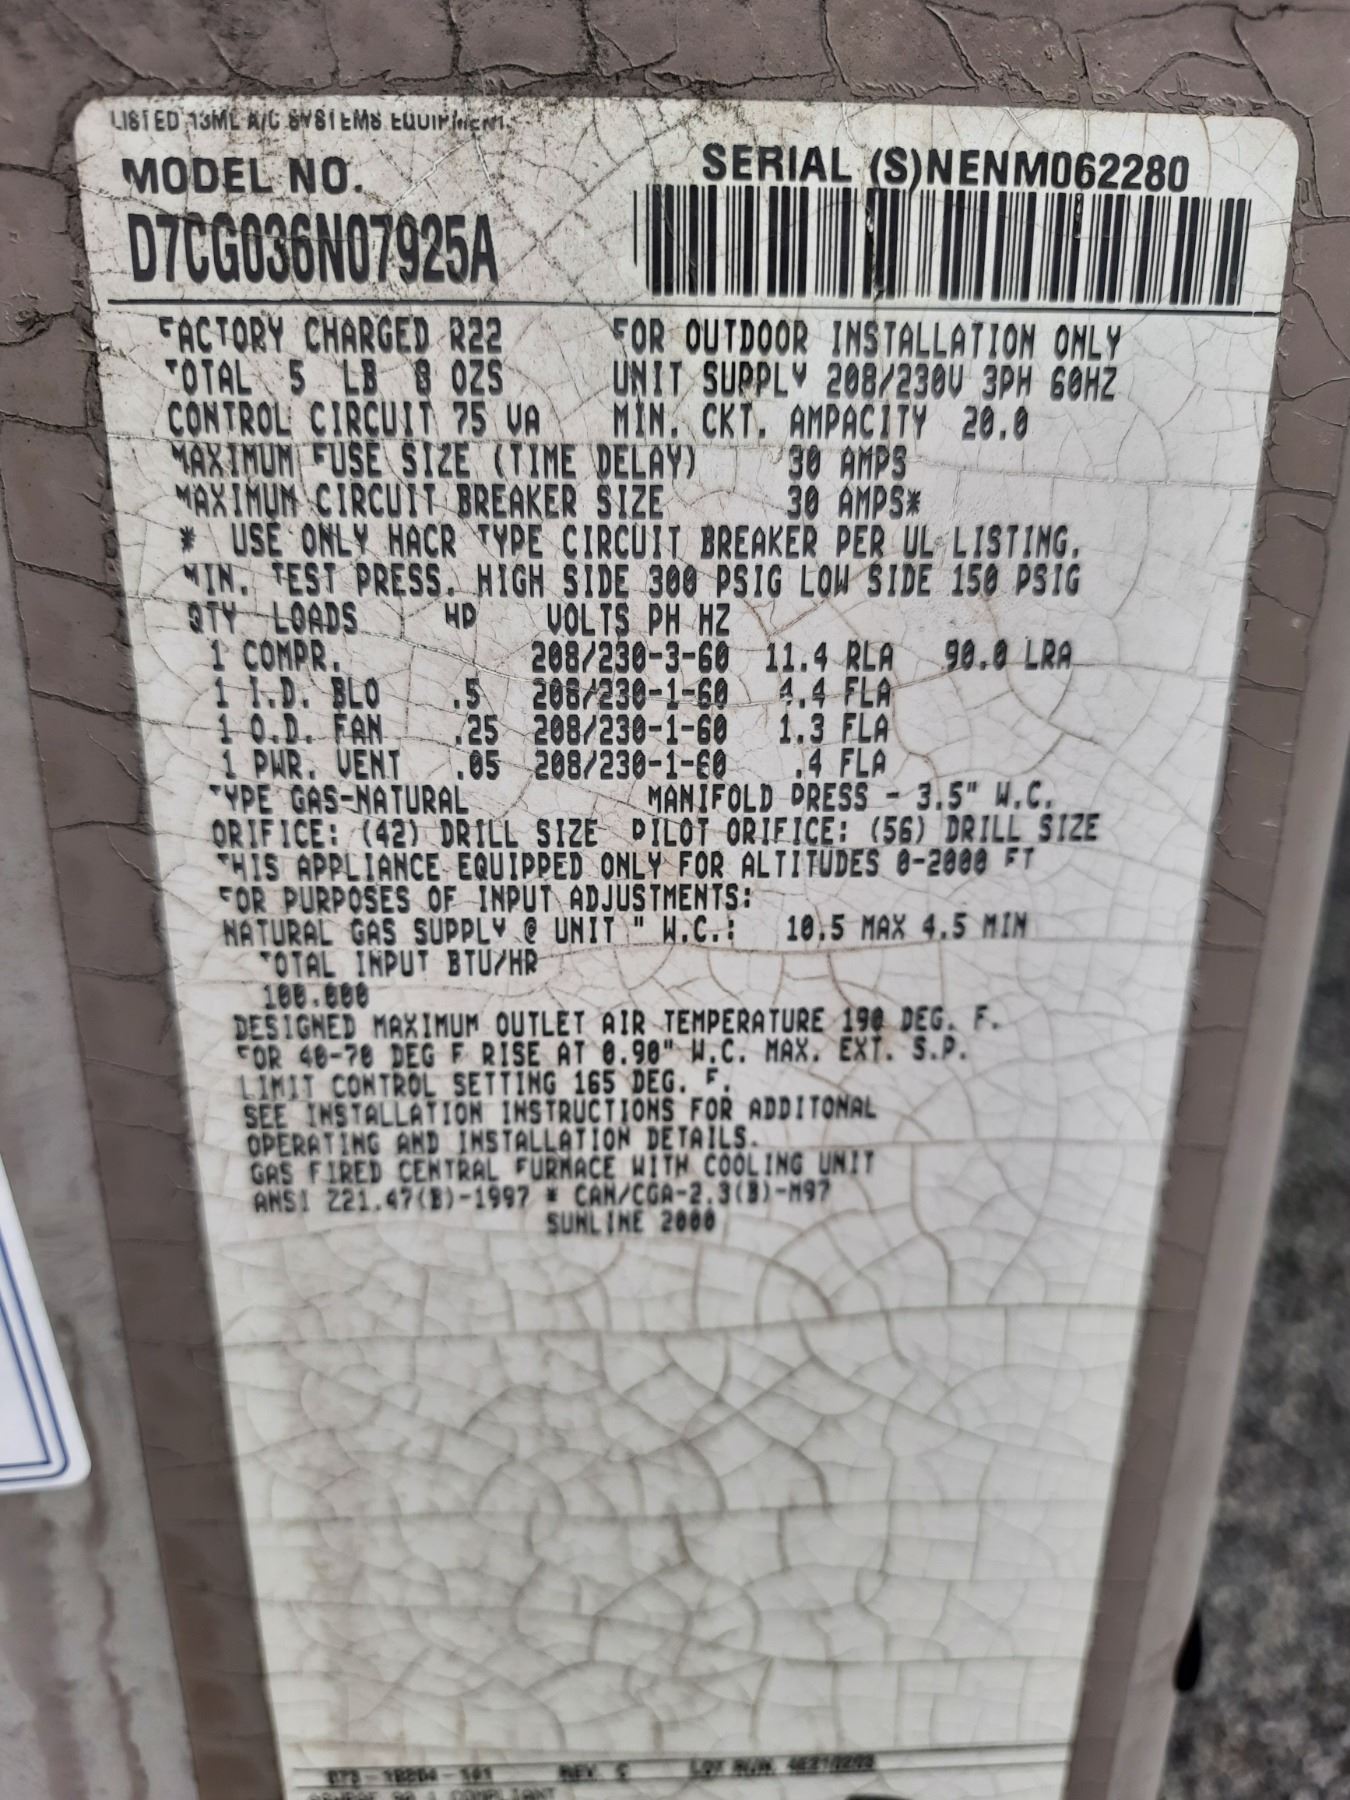 LISTED 13ML A/C SYSTEMS EQUIPMENT.
MODEL NO.
SERIAL (S)NENM062280
D7CG036N07925A
FACTORY CHARGED R22 FOR OUTDOOR INSTALLATION ONLY
TOTAL 5 LB 8 OZS UNIT SUPPLY 208/230V 3PH 60HZ
CONTROL CIRCUIT 75 VA MIN. CKT. AMPACITY 20.0
MAXIMUM FUSE SIZE (TIME DELAY) 30 AMPS
MAXIMUM CIRCUIT BREAKER SIZE 30 AMPS*
* USE ONLY HACR TYPE CIRCUIT BREAKER PER UL LISTING.
MIN. TEST PRESS. HIGH SIDE 300 PSIG LOW SIDE 150 PSIG
QTY LOADS HP VOLTS PH HZ
1 COMPR. 208/230-3-60 11.4 RLA 90.0 LRA
1 I.D. BLO .5 208/230-1-60 4.4 FLA
1 O.D. FAN .25 208/230-1-60 1.3 FLA
1 PWR. VENT .05 208/230-1-60 .4 FLA
TYPE GAS-NATURAL MANIFOLD PRESS - 3.5" W.C.
ORIFICE: (42) DRILL SIZE PILOT ORIFICE: (56) DRILL SIZE
THIS APPLIANCE EQUIPPED ONLY FOR ALTITUDES 0-2000 FT
FOR PURPOSES OF INPUT ADJUSTMENTS:
NATURAL GAS SUPPLY @ UNIT " W.C.: 10.5 MAX 4.5 MIN
TOTAL INPUT BTU/HR
100.000
DESIGNED MAXIMUM OUTLET AIR TEMPERATURE 190 DEG. F.
FOR 40-70 DEG F RISE AT 0.90" W.C. MAX. EXT. S.P.
LIMIT CONTROL SETTING 165 DEG. F.
SEE INSTALLATION INSTRUCTIONS FOR ADDITONAL
OPERATING AND INSTALLATION DETAILS.
GAS FIRED CENTRAL FURNACE WITH COOLING UNIT
ANSI Z21.47(B)-1997 * CAN/CGA-2.3(B)-M97
SUNLINE 2000
REV. C
COMPLIANT